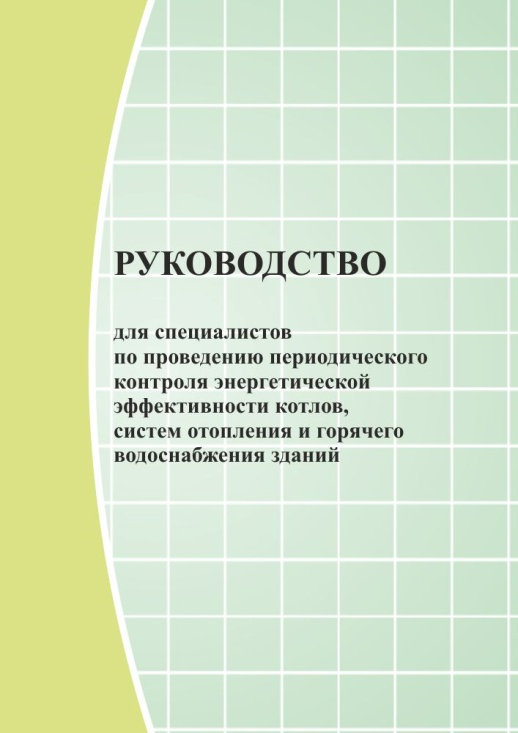 РУКОВОДСТВО
для специалистов
по проведению периодического
контроля энергетической
эффективности котлов,
систем отопления и горячего
водоснабжения зданий